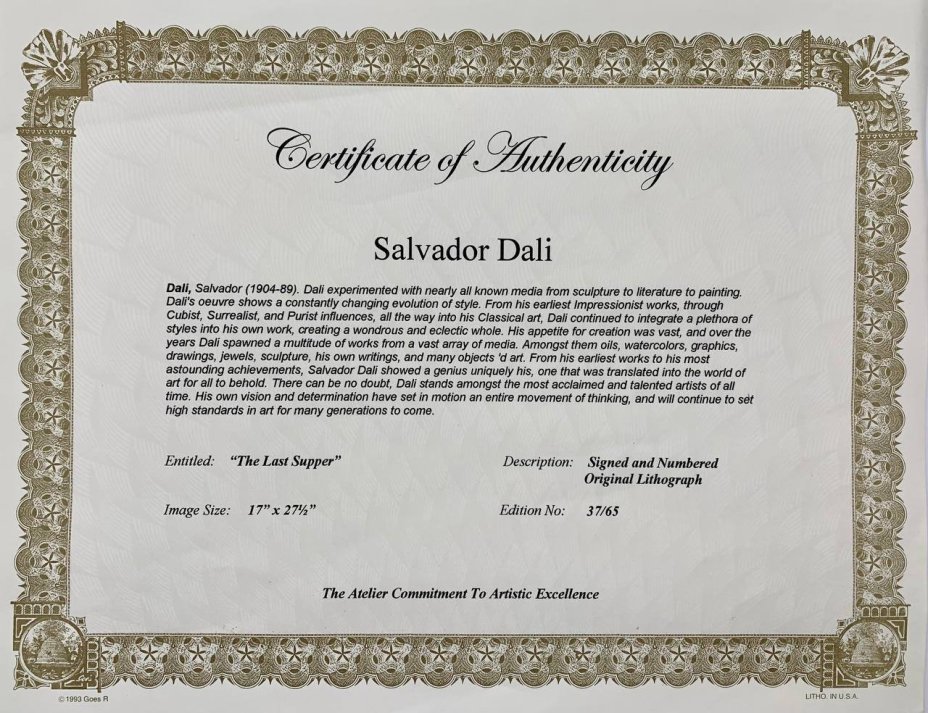 Certificate of Authenticity
Salvador Dali
Dali, Salvador (1904-89). Dali experimented with nearly all known media from sculpture to literature to painting.
Dali's oeuvre shows a constantly changing evolution of style. From his earliest Impressionist works, through
Cubist, Surrealist, and Purist influences, all the way into his Classical art, Dali continued to integrate a plethora of
styles into his own work, creating a wondrous and eclectic whole. His appetite for creation was vast, and over the
years Dali spawned a multitude of works from a vast array of media. Amongst them oils, watercolors, graphics,
drawings, jewels, sculpture, his own writings, and many objects 'd art. From his earliest works to his most
astounding achievements, Salvador Dali showed a genius uniquely his, one that was translated into the world of
art for all to behold. There can be no doubt, Dali stands amongst the most acclaimed and talented artists of all
time. His own vision and determination have set in motion an entire movement of thinking, and will continue to set
high standards in art for many generations to come.
Entitled: "The Last Supper"
Description: Signed and Numbered
Original Lithograph
Image Size: 17" x 27½"
Edition No: 37/65
The Atelier Commitment To Artistic Excellence
© 1993 Goes R
LITHO. IN U.S.A.